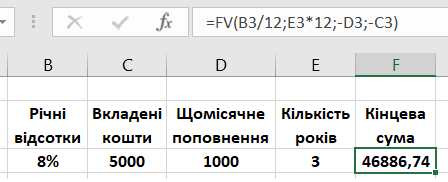 =FV(B3/12;E3*12;-D3;-C3)
B C D E F
Річні Вкладені Щомісячне Кількість Кінцева
відсотки кошти поповнення років сума
8% 5000 1000 3 46886,74